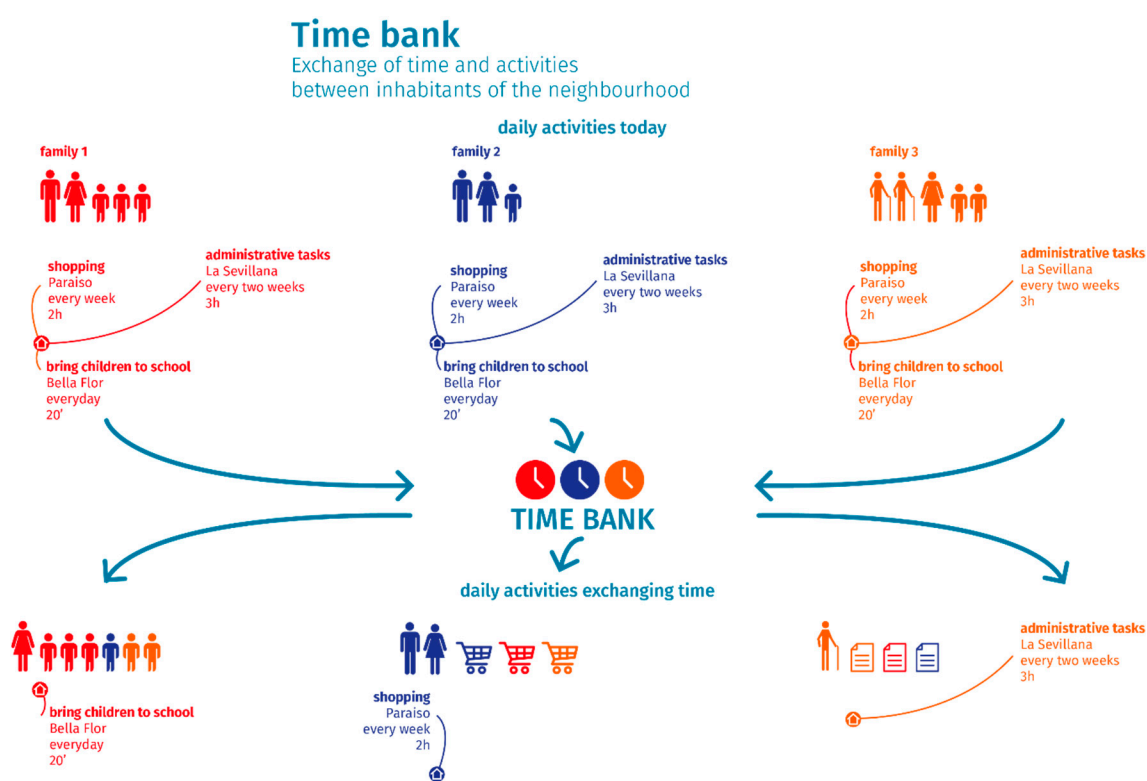 Time bank
Exchange of time and activities
between inhabitants of the neighbourhood
daily activities today
family 1
shopping
Paraiso
every week
2h
administrative tasks
La Sevillana
every two weeks
3h
bring children to school
Bella Flor
everyday
20'
family 2
shopping
Paraiso
every week
2h
administrative tasks
La Sevillana
every two weeks
3h
bring children to school
Bella Flor
everyday
20'
family 3
shopping
Paraiso
every week
2h
administrative tasks
La Sevillana
every two weeks
3h
bring children to school
Bella Flor
everyday
20'
TIME BANK
daily activities exchanging time
bring children to school
Bella Flor
everyday
20'
shopping
Paraiso
every week
2h
administrative tasks
La Sevillana
every two weeks
3h